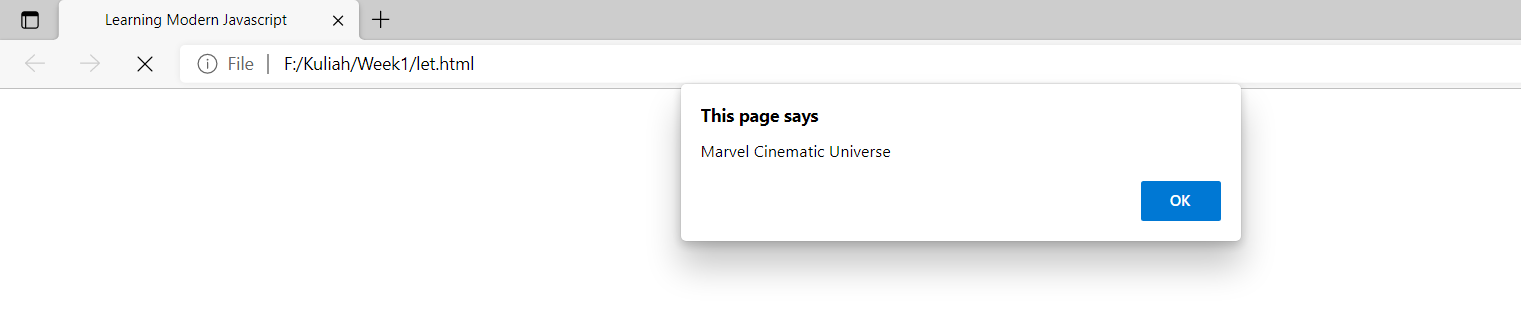 Learning Modern Javascript
File F:/Kuliah/Week1/let.html
This page says
Marvel Cinematic Universe
OK